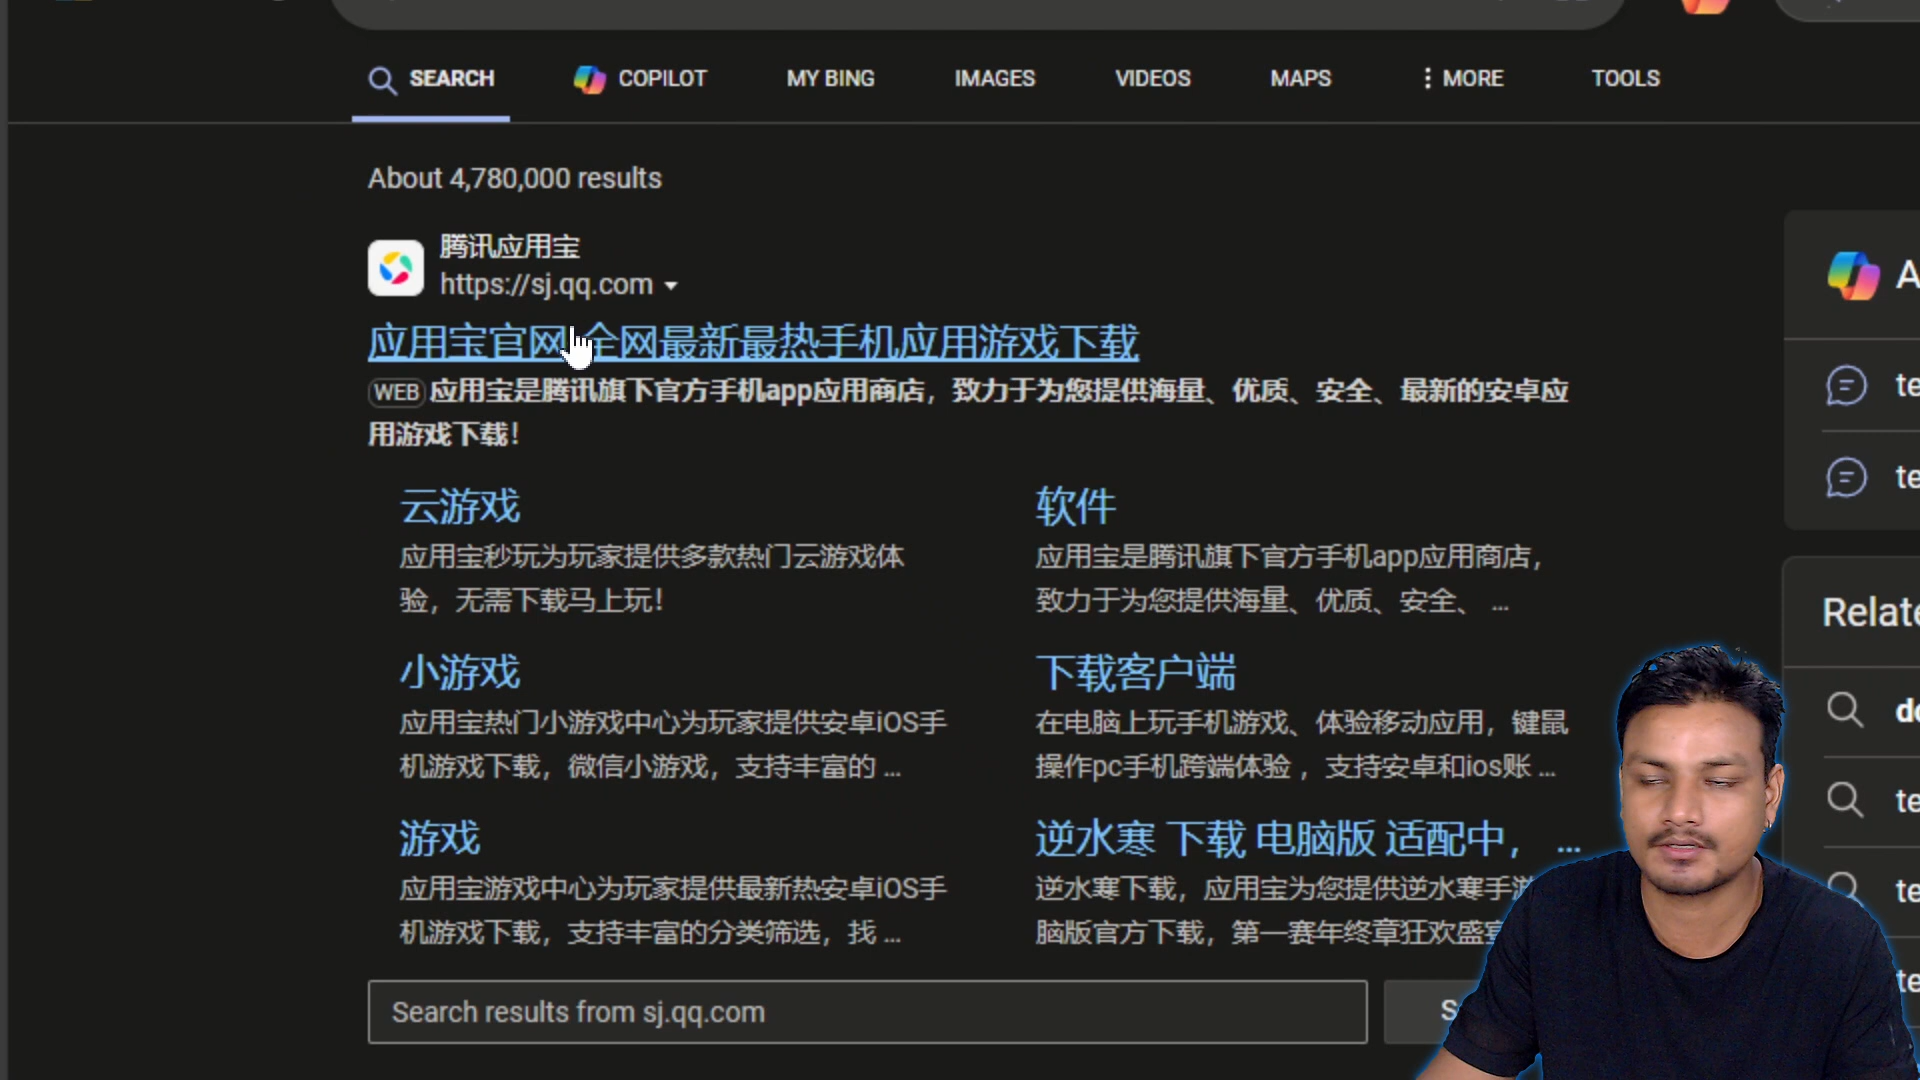 SEARCH
COPILOT
MY BING
IMAGES
VIDEOS
MAPS
MORE
TOOLS
About 4,780,000 results
腾讯应用宝
https://sj.qq.com
应用宝官网 全网最新最热手机应用游戏下载
WEB 应用宝是腾讯旗下官方手机app应用商店，致力于为您提供海量、优质、安全、最新的安卓应
用游戏下载！
云游戏
应用宝秒玩为玩家提供多款热门云游戏体
验，无需下载马上玩！
软件
应用宝是腾讯旗下官方手机app应用商店，
致力于为您提供海量、优质、安全、 ...
小游戏
应用宝热门小游戏中心为玩家提供安卓iOS手
机游戏下载，微信小游戏，支持丰富的 ...
下载客户端
在电脑上玩手机游戏、体验移动应用，键鼠
操作pc手机跨端体验 ，支持安卓和ios账 ...
游戏
应用宝游戏中心为玩家提供最新热安卓iOS手
机游戏下载，支持丰富的分类筛选，找 ...
逆水寒 下载 电脑版 适配中， ...
逆水寒下载，应用宝为您提供逆水寒手游
脑版官方下载，第一赛年终章狂欢盛宴
Search results from sj.qq.com
A
te
te
Relate
do
te
te
te